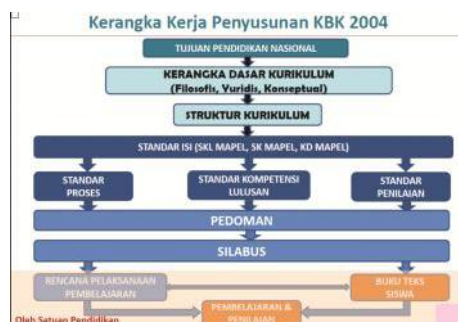 Kerangka Kerja Penyusunan KBK 2004
TUJUAN PENDIDIKAN NASIONAL
KERANGKA DASAR KURIKULUM
(Filosofis, Yuridis, Konseptual)
STRUKTUR KURIKULUM
STANDAR ISI (SKL MAPEL, SK MAPEL, KD MAPEL)
STANDAR
PROSES
STANDAR KOMPETENSI
LULUSAN
STANDAR
PENILAIAN
PEDOMAN
SILABUS
RENCANA PELAKSANAAN
PEMBELAJARAN
BUKU TEKS
SISWA
PEMBELAJARAN &
PENILAIAN
Oleh Satuan Pendidikan